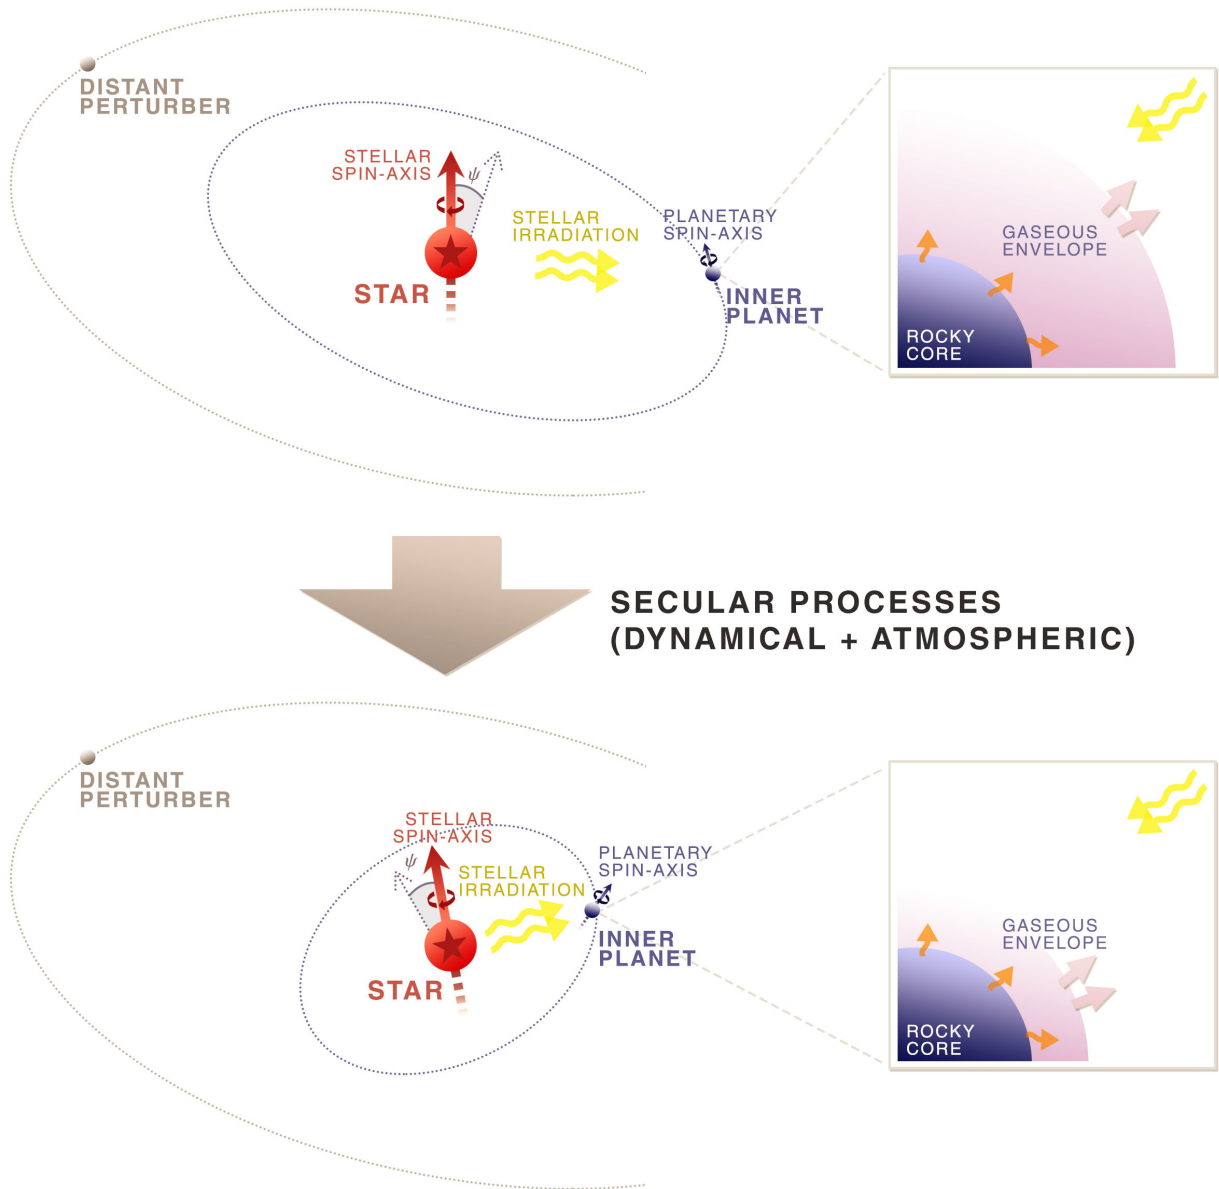 DISTANT
PERTURBER
STELLAR
SPIN-AXIS
ψ
STELLAR
IRRADIATION
PLANETARY
SPIN-AXIS
STAR
INNER
PLANET
GASEOUS
ENVELOPE
ROCKY
CORE
SECULAR PROCESSES
(DYNAMICAL + ATMOSPHERIC)
DISTANT
PERTURBER
STELLAR
SPIN-AXIS
ψ
STELLAR
IRRADIATION
PLANETARY
SPIN-AXIS
STAR
INNER
PLANET
GASEOUS
ENVELOPE
ROCKY
CORE